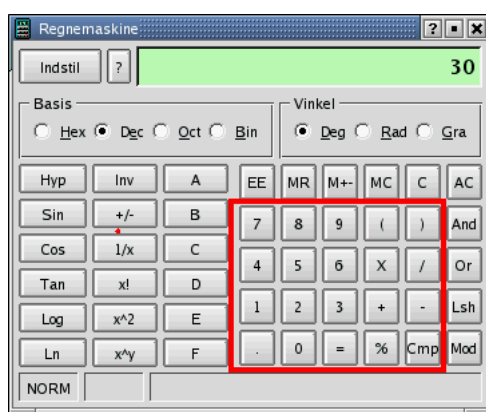 Regnemaskine ?
Indstil ? 30
Basis Vinkel
Hex Dec Oct Bin Deg Rad Gra
Hyp Inv A EE MR M+- MC C AC
Sin +/- B 7 8 9 ( ) And
Cos 1/x C 4 5 6 X / Or
Tan x! D 1 2 3 + - Lsh
Log x^2 E . 0 = % Cmp Mod
Ln x^y F
NORM